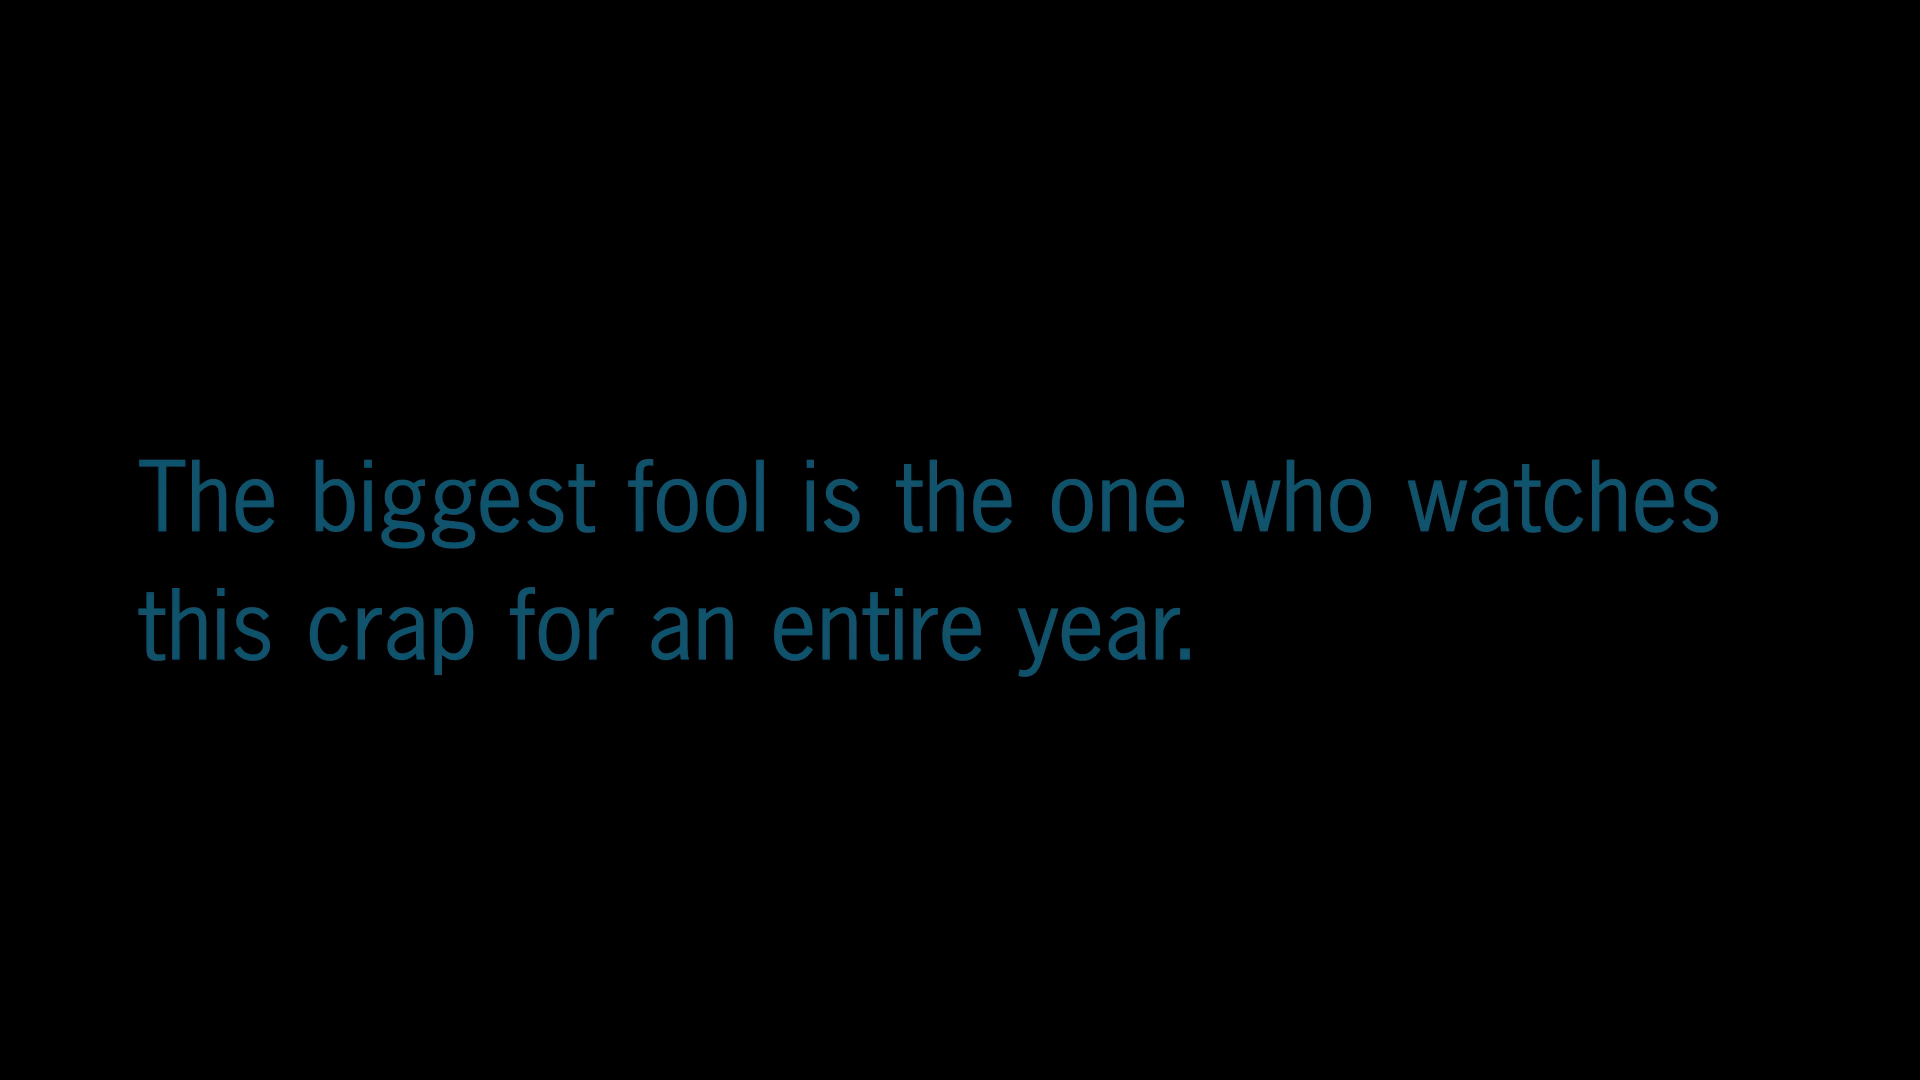 The biggest fool is the one who watches
this crap for an entire year.